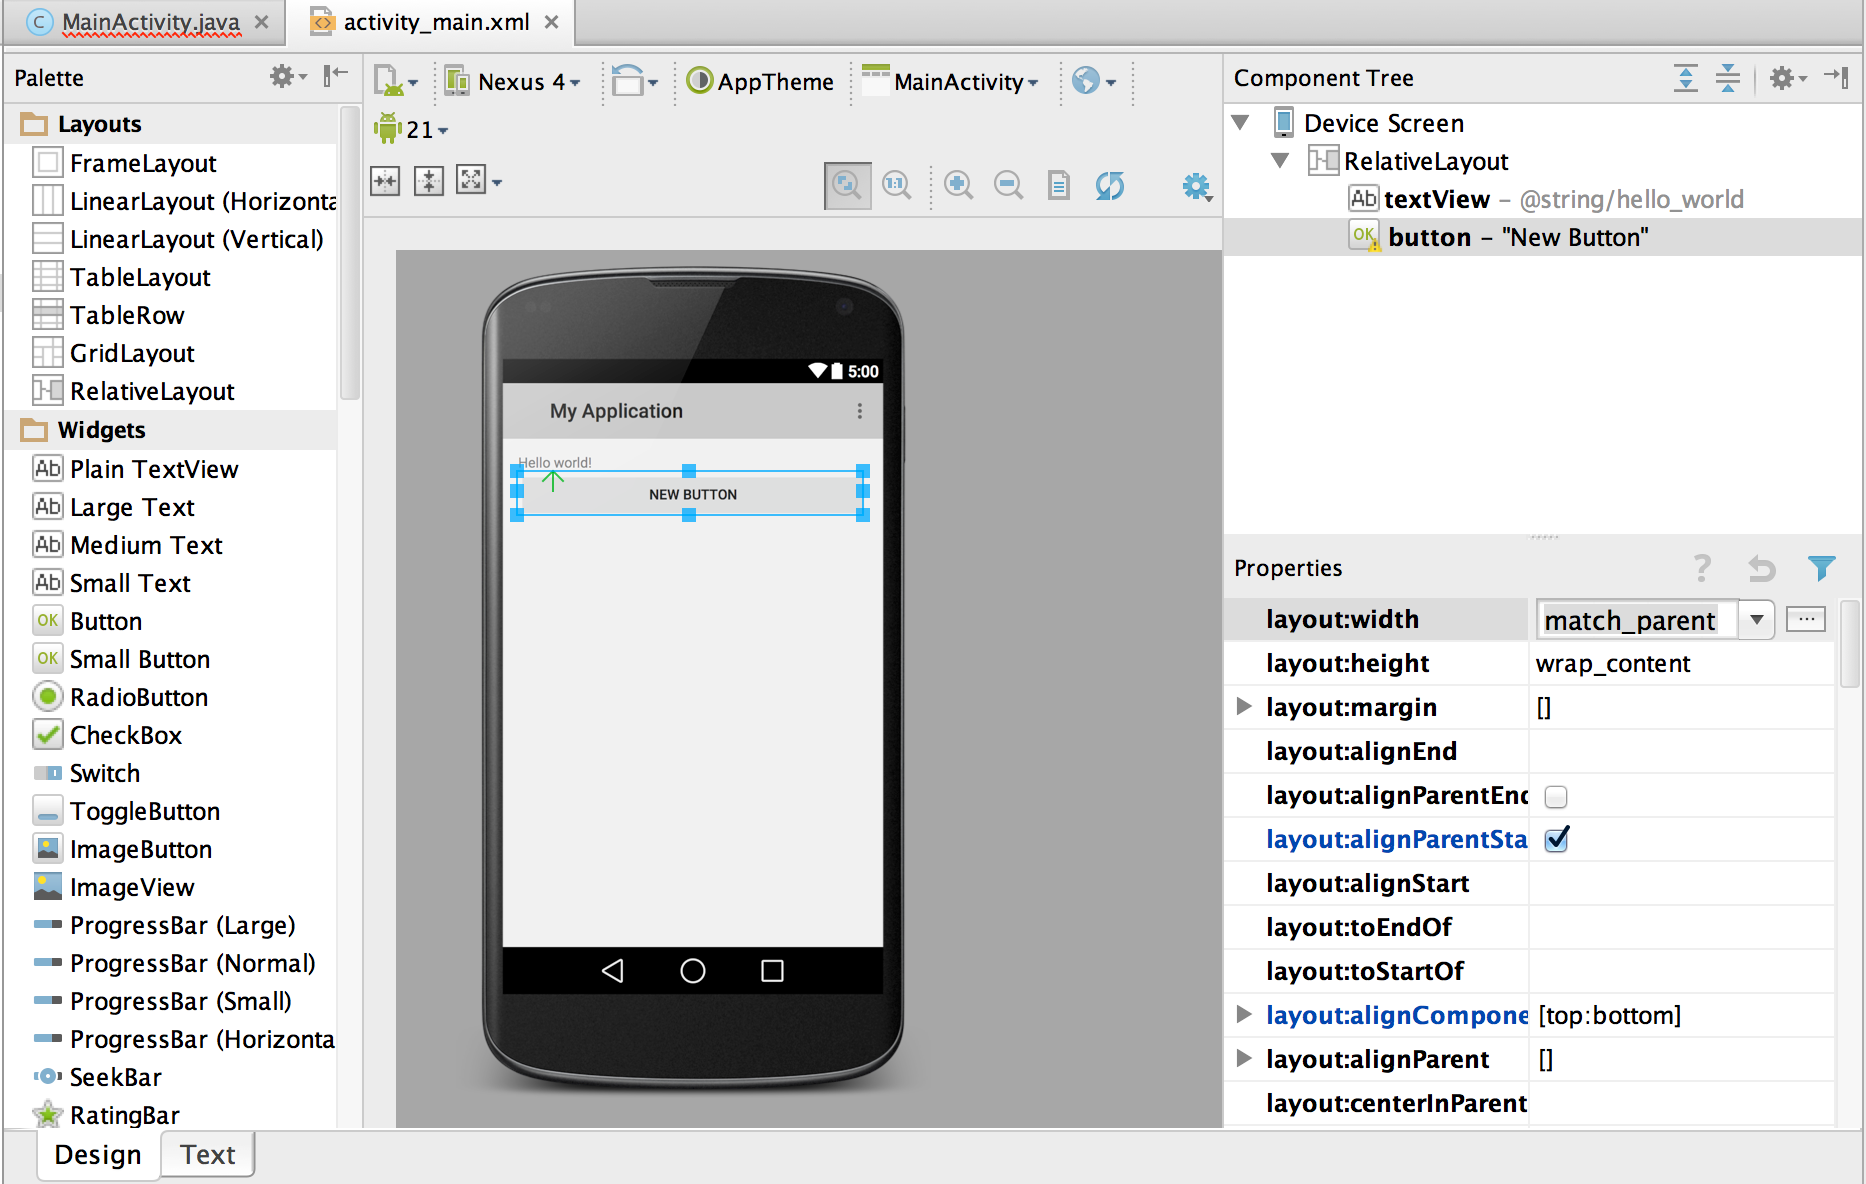 MainActivity.java
activity_main.xml
Palette
Layouts
FrameLayout
LinearLayout (Horizonta
LinearLayout (Vertical)
TableLayout
TableRow
GridLayout
RelativeLayout
Widgets
Plain TextView
Large Text
Medium Text
Small Text
Button
Small Button
RadioButton
CheckBox
Switch
ToggleButton
ImageButton
ImageView
ProgressBar (Large)
ProgressBar (Normal)
ProgressBar (Small)
ProgressBar (Horizonta
SeekBar
RatingBar
Design
Text
Nexus 4
AppTheme
MainActivity
21
1:1
5:00
My Application
Hello world!
NEW BUTTON
Component Tree
Device Screen
RelativeLayout
Ab textView – @string/hello_world
OK button – "New Button"
Properties
?
layout:width match_parent ...
layout:height wrap_content
layout:margin []
layout:alignEnd
layout:alignParentEnd
layout:alignParentSta
layout:alignStart
layout:toEndOf
layout:toStartOf
layout:alignCompone [top:bottom]
layout:alignParent []
layout:centerInParent